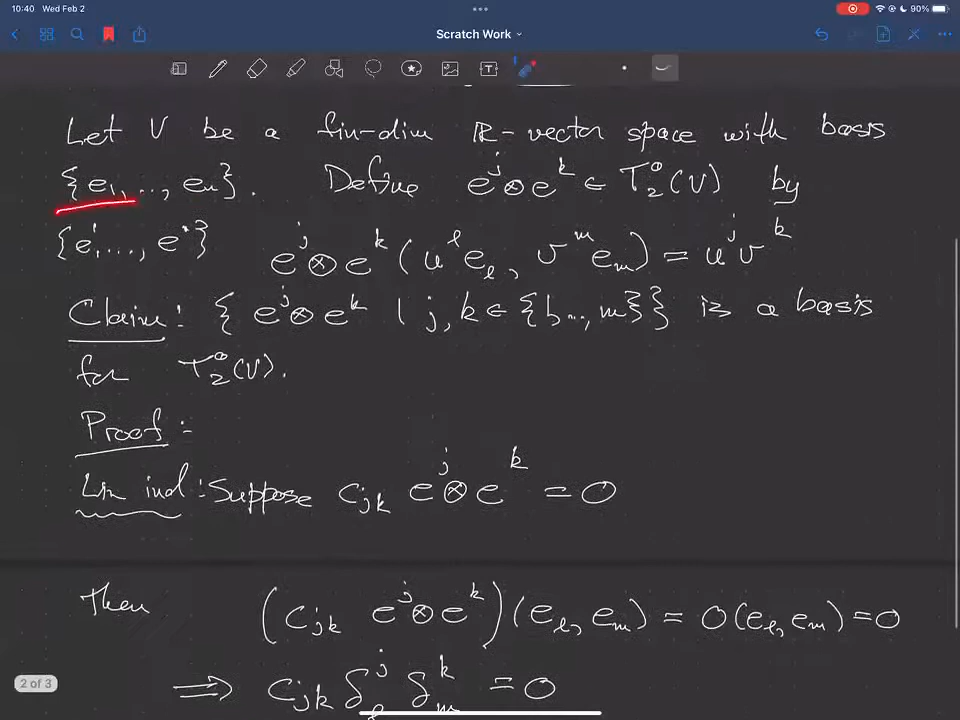 10:40 Wed Feb 2 90%
Scratch Work
Let V be a fin-dim ℝ-vector space with basis
{e₁, .., eₙ}. Define eʲ⊗eᵏ ∈ T⁰₂(V) by
{e¹, ..., eⁿ} eʲ⊗eᵏ(uˡeₗ, vᵐeₘ) = uʲvᵏ
Claim: {eʲ⊗eᵏ | j, k ∈ {1, .., n}} is a basis
for T⁰₂(V).
Proof:
Lin ind: Suppose cⱼₖ eʲ⊗eᵏ = 0
Then (cⱼₖ eʲ⊗eᵏ)(eₗ, eₘ) = 0(eₗ, eₘ) = 0
2 of 3
⇒ cⱼₖ δʲₗ δᵏₘ = 0